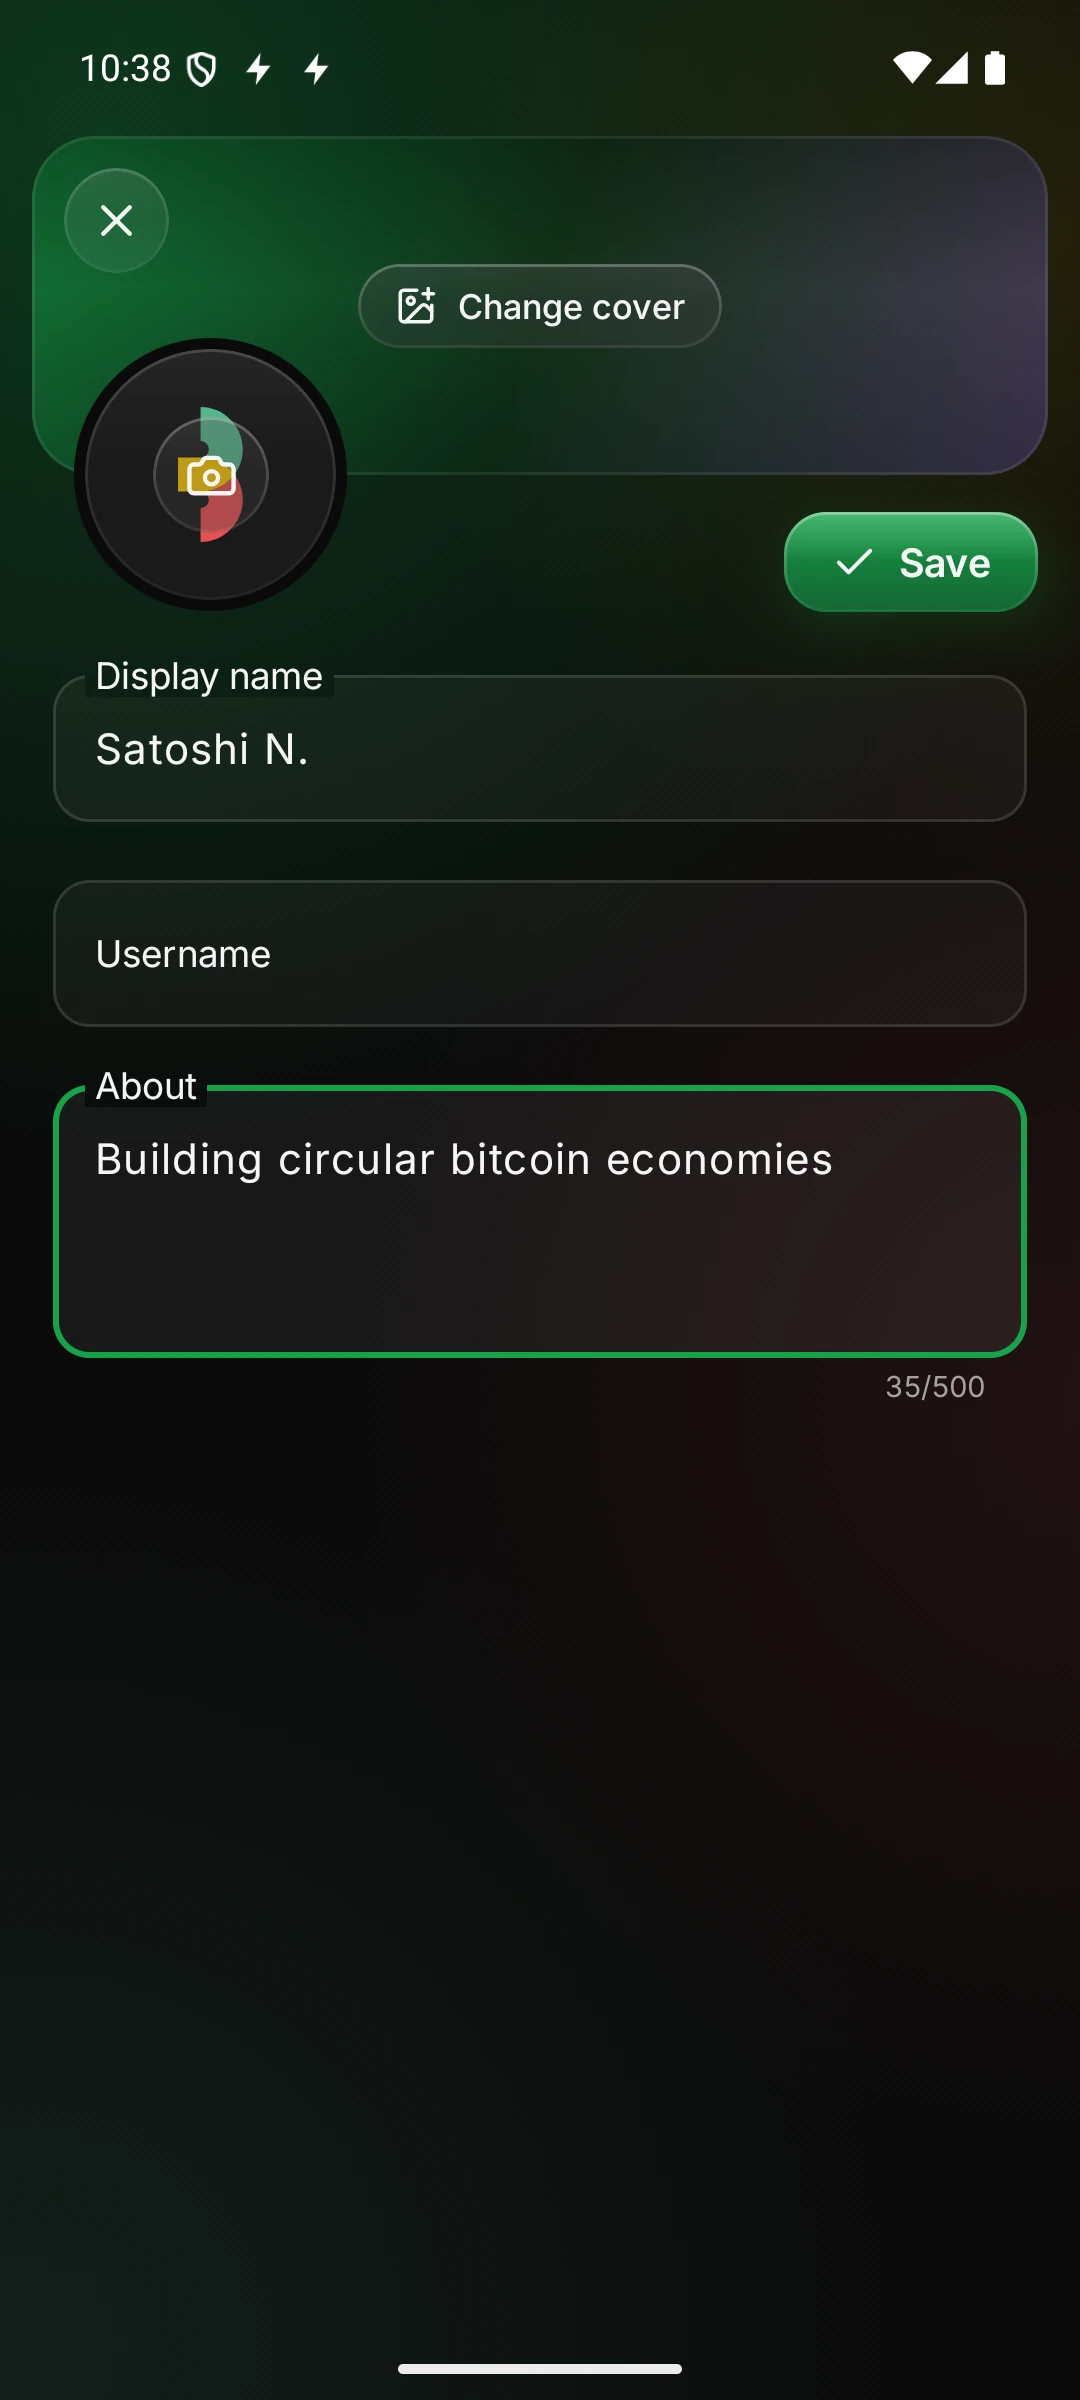 10:38
Change cover
Save
Display name
Satoshi N.
Username
About
Building circular bitcoin economies
35/500